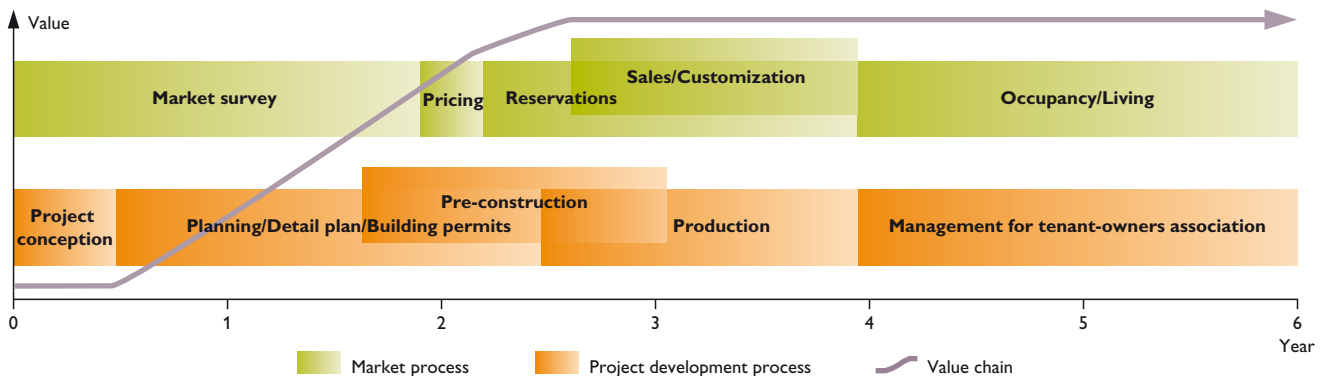 Value
Sales/Customization
Market survey
Pricing
Reservations
Occupancy/Living
Pre-construction
Project
conception
Planning/Detail plan/Building permits
Production
Management for tenant-owners association
0
1
2
3
4
5
6
Year
Market process
Project development process
Value chain